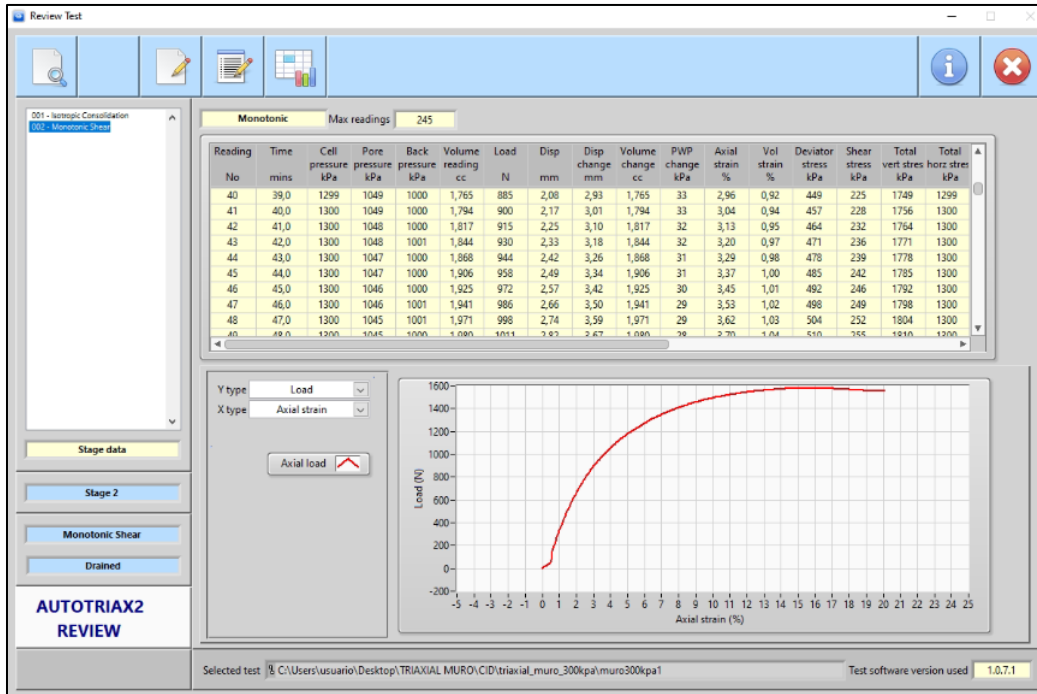 Review Test
001 - Isotropic Consolidation
002 - Monotonic Shear
Stage data
Stage 2
Monotonic Shear
Drained
AUTOTRIAX2
REVIEW
Monotonic Max readings 245
Reading Time Cell Pore Back Volume Load Disp Disp Volume PWP Axial Vol Deviator Shear Total Total
pressure pressure pressure reading change change change strain strain stress stress vert stres horz stres
No mins kPa kPa kPa cc N mm mm cc kPa % % kPa kPa kPa kPa
40 39,0 1299 1049 1000 1,765 885 2,08 2,93 1,765 33 2,96 0,92 449 225 1749 1299
41 40,0 1300 1049 1000 1,794 900 2,17 3,01 1,794 33 3,04 0,94 457 228 1756 1300
42 41,0 1300 1048 1000 1,817 915 2,25 3,10 1,817 32 3,13 0,95 464 232 1764 1300
43 42,0 1300 1048 1001 1,844 930 2,33 3,18 1,844 32 3,20 0,97 471 236 1771 1300
44 43,0 1300 1047 1000 1,868 944 2,42 3,26 1,868 31 3,29 0,98 478 239 1778 1300
45 44,0 1300 1047 1000 1,906 958 2,49 3,34 1,906 31 3,37 1,00 485 242 1785 1300
46 45,0 1300 1046 1000 1,925 972 2,57 3,42 1,925 30 3,45 1,01 492 246 1792 1300
47 46,0 1300 1046 1001 1,941 986 2,66 3,50 1,941 29 3,53 1,02 498 249 1798 1300
48 47,0 1300 1045 1001 1,971 998 2,74 3,59 1,971 29 3,62 1,03 504 252 1804 1300
Y type Load
X type Axial strain
Axial load
Load (N)
1600
1400
1200
1000
800
600
400
200
0
-200
-5 -4 -3 -2 -1 0 1 2 3 4 5 6 7 8 9 10 11 12 13 14 15 16 17 18 19 20 21 22 23 24 25
Axial strain (%)
Selected test C:\Users\usuario\Desktop\TRIAXIAL MURO\CID\triaxial_muro_300kpa\muro300kpa1 Test software version used 1.0.7.1